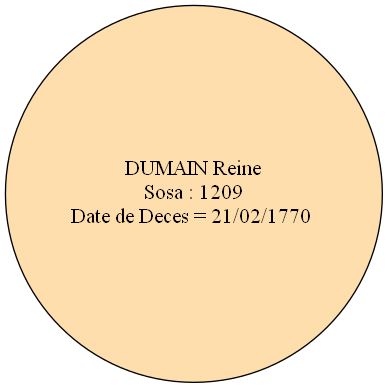 DUMAIN Reine
Sosa : 1209
Date de Deces = 21/02/1770